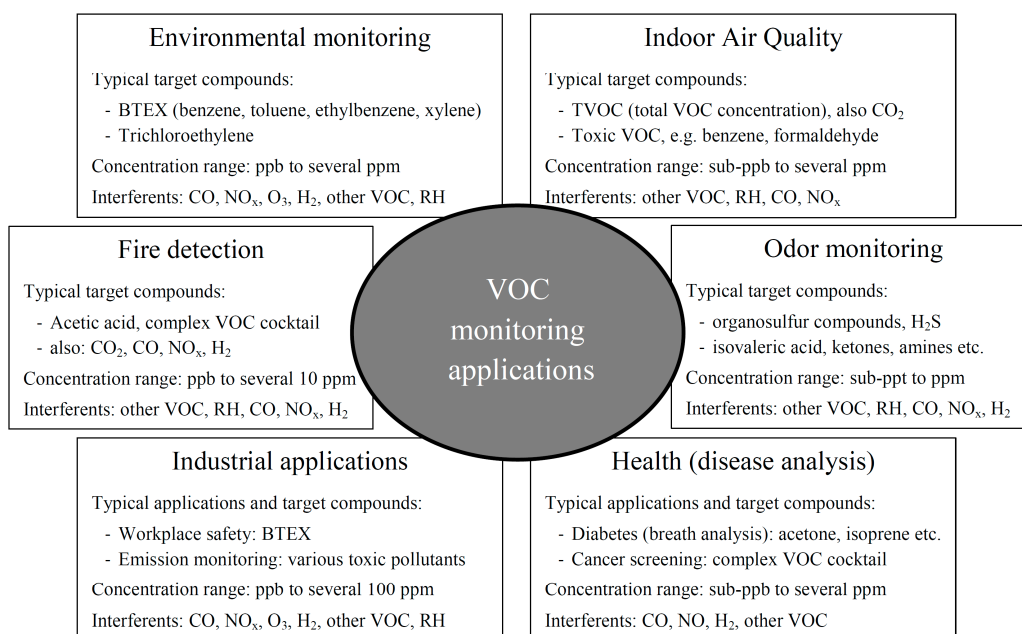 Environmental monitoring
Typical target compounds:
- BTEX (benzene, toluene, ethylbenzene, xylene)
- Trichloroethylene
Concentration range: ppb to several ppm
Interferents: CO, NOₓ, O₃, H₂, other VOC, RH
Indoor Air Quality
Typical target compounds:
- TVOC (total VOC concentration), also CO₂
- Toxic VOC, e.g. benzene, formaldehyde
Concentration range: sub-ppb to several ppm
Interferents: other VOC, RH, CO, NOₓ
Fire detection
Typical target compounds:
- Acetic acid, complex VOC cocktail
- also: CO₂, CO, NOₓ, H₂
Concentration range: ppb to several 10 ppm
Interferents: other VOC, RH, CO, NOₓ, H₂
VOC
monitoring
applications
Odor monitoring
Typical target compounds:
- organosulfur compounds, H₂S
- isovaleric acid, ketones, amines etc.
Concentration range: sub-ppt to ppm
Interferents: other VOC, RH, CO, NOₓ, H₂
Industrial applications
Typical applications and target compounds:
- Workplace safety: BTEX
- Emission monitoring: various toxic pollutants
Concentration range: ppb to several 100 ppm
Interferents: CO, NOₓ, O₃, H₂, other VOC, RH
Health (disease analysis)
Typical applications and target compounds:
- Diabetes (breath analysis): acetone, isoprene etc.
- Cancer screening: complex VOC cocktail
Concentration range: sub-ppb to several ppm
Interferents: CO, NO, H₂, other VOC